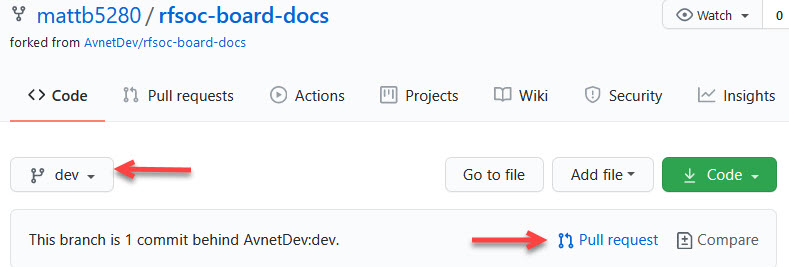 mattb5280 / rfsoc-board-docs
Watch 0
forked from AvnetDev/rfsoc-board-docs
Code Pull requests Actions Projects Wiki Security Insights
dev Go to file Add file Code
This branch is 1 commit behind AvnetDev:dev. Pull request Compare